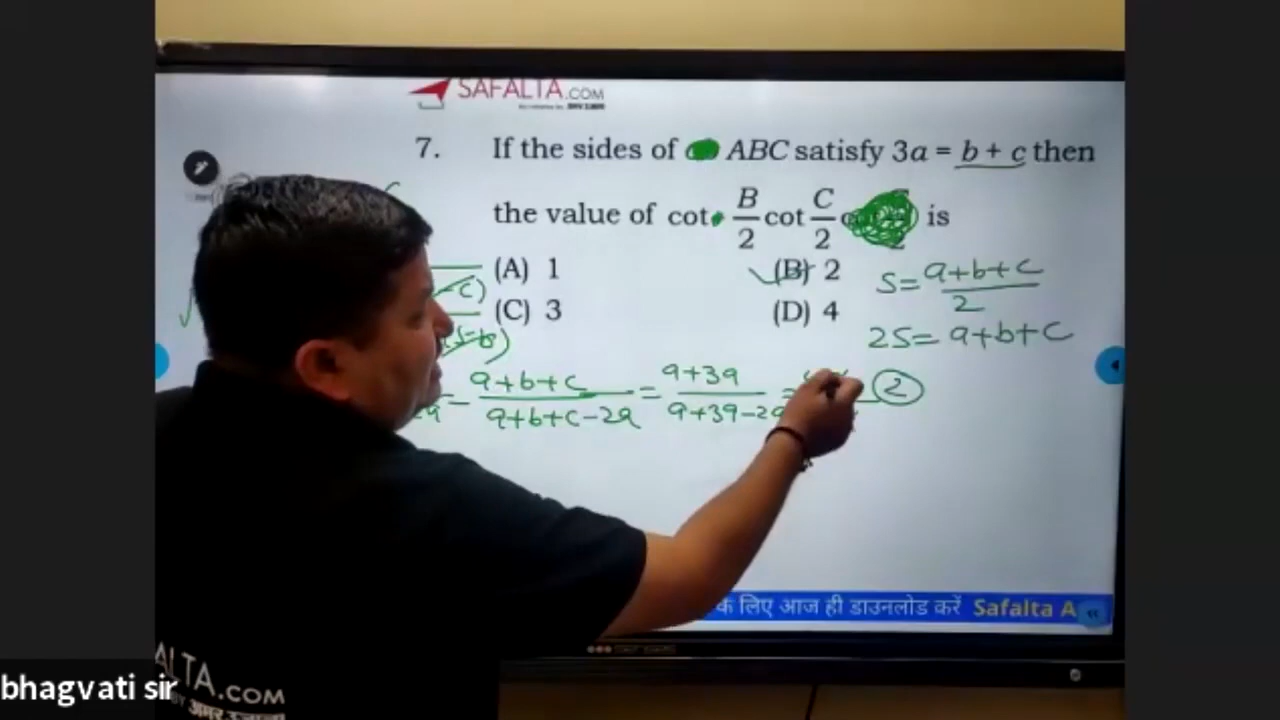 SAFALTA.COM
7. If the sides of ABC satisfy 3a = b + c then
the value of cot B/2 cot C/2 is
(A) 1 (B) 2
(C) 3 (D) 4
S = a+b+c / 2
2S = a+b+c
a+b+c / a+b+c-2a = a+3a / a+3a-2a = 2
के लिए आज ही डाउनलोड करें Safalta A
ALTA.COM
अमर उजाला
bhagvati sir